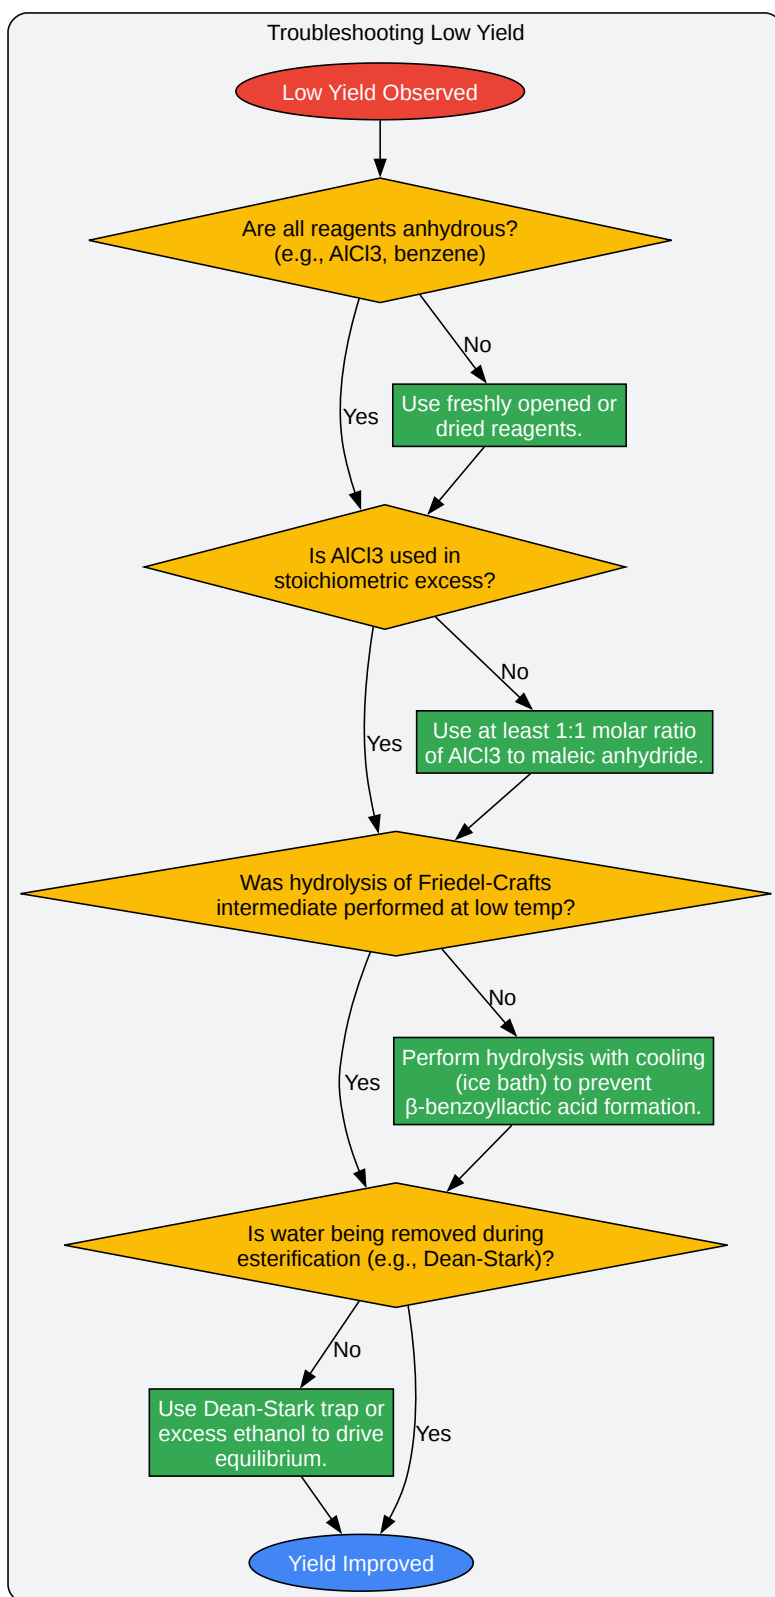 Troubleshooting Low Yield
Low Yield Observed
Are all reagents anhydrous?
(e.g., AlCl3, benzene)
No
Yes
Use freshly opened or
dried reagents.
Is AlCl3 used in
stoichiometric excess?
No
Yes
Use at least 1:1 molar ratio
of AlCl3 to maleic anhydride.
Was hydrolysis of Friedel-Crafts
intermediate performed at low temp?
No
Yes
Perform hydrolysis with cooling
(ice bath) to prevent
β-benzoyllactic acid formation.
Is water being removed during
esterification (e.g., Dean-Stark)?
No
Yes
Use Dean-Stark trap or
excess ethanol to drive
equilibrium.
Yield Improved